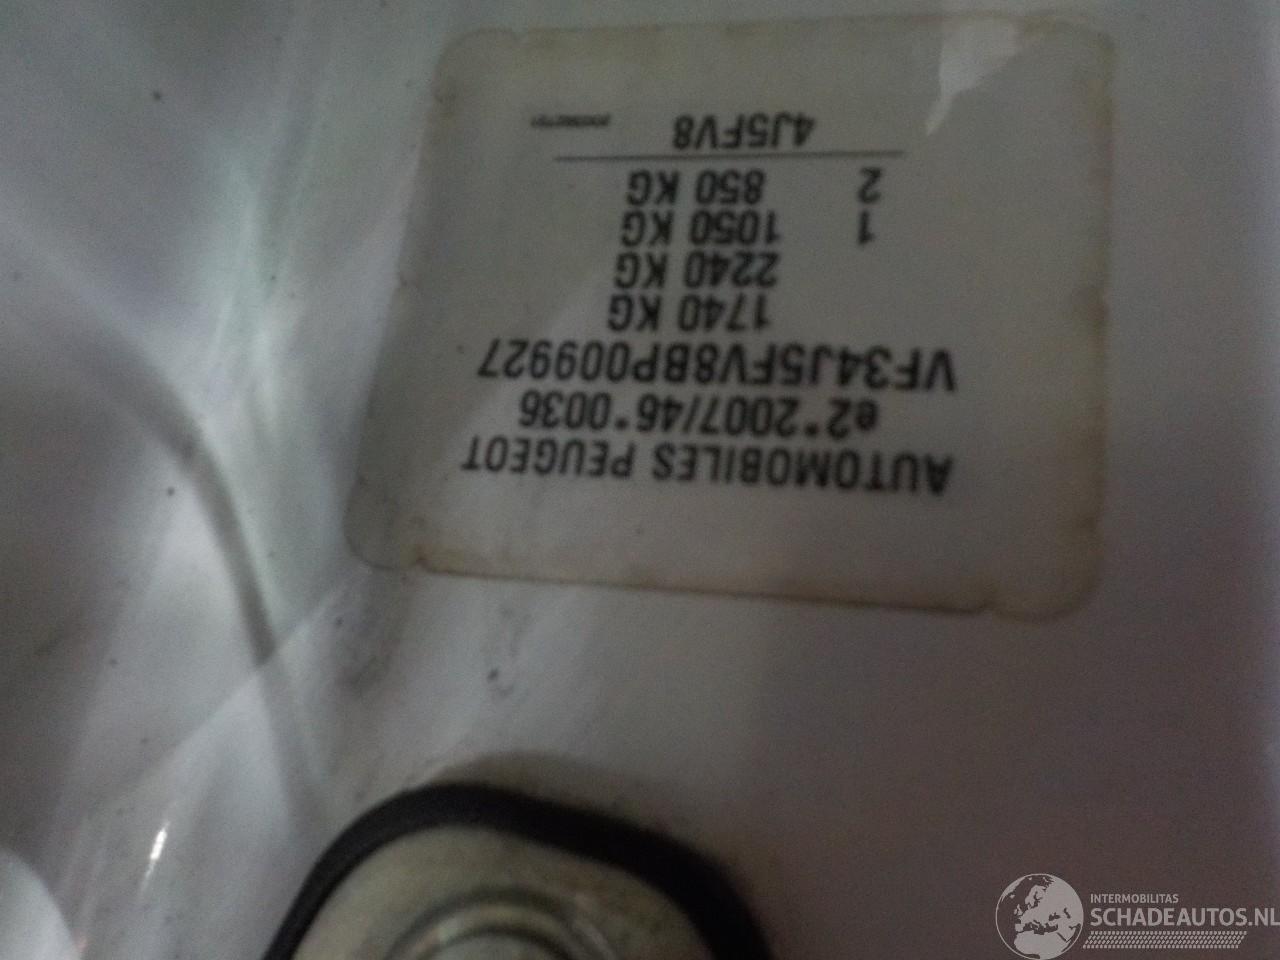 AUTOMOBILES PEUGEOT
e2*2007/46*0036
VF34J5FV8BP009927
1740 KG
2240 KG
1 1050 KG
2 850 KG
4J5FV8
INTERMOBILITAS
SCHADEAUTOS.NL